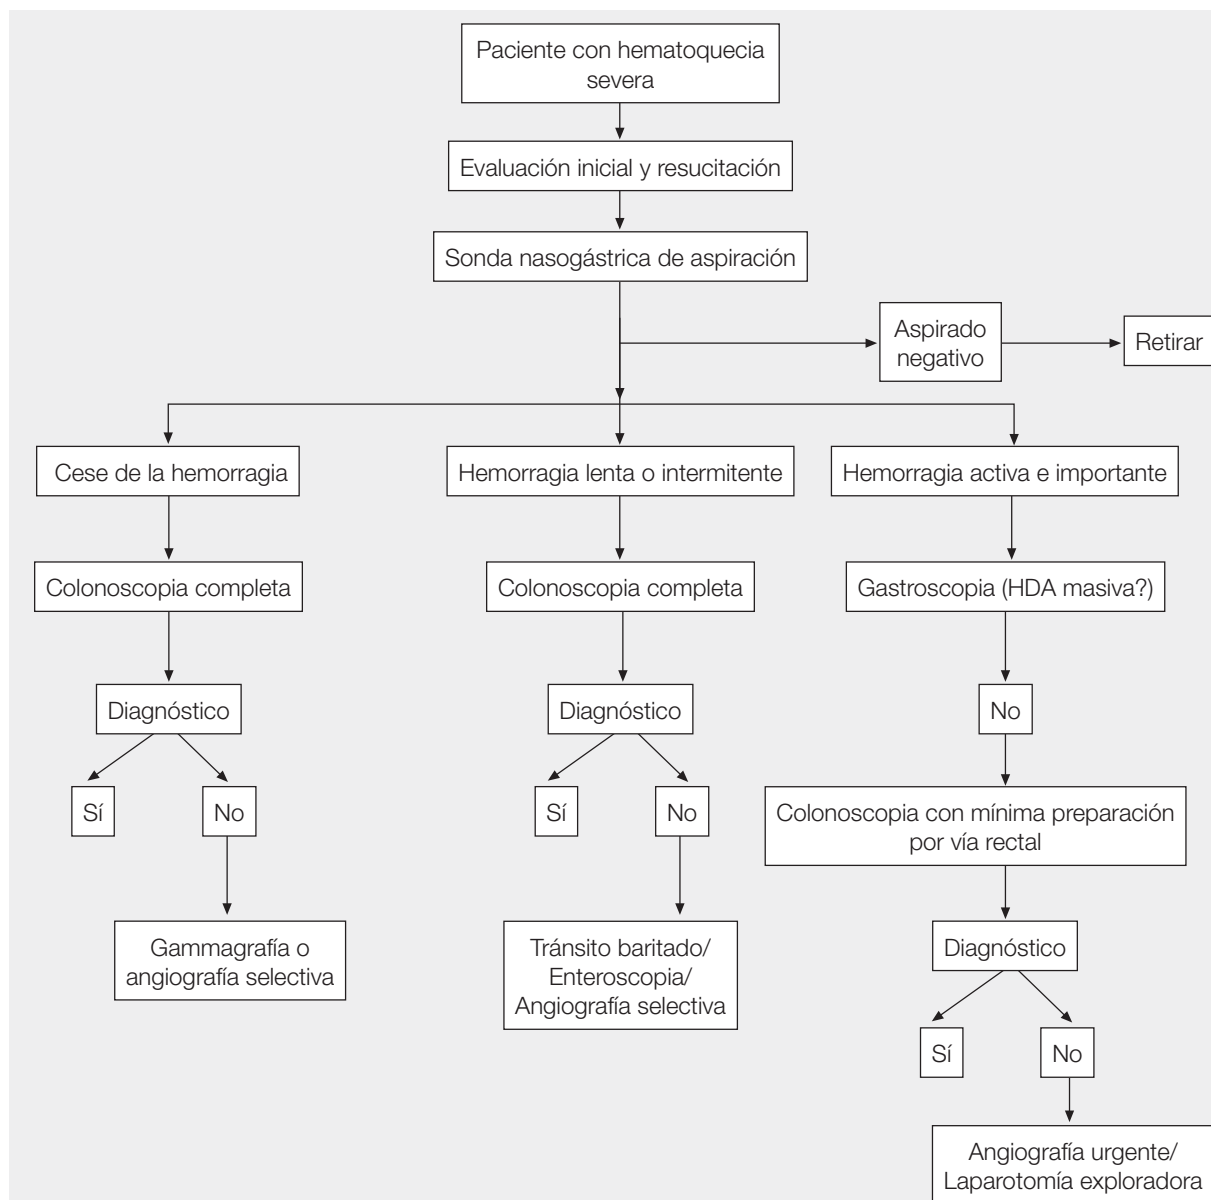 Paciente con hematoquecia
severa
Evaluación inicial y resucitación
Sonda nasogástrica de aspiración
Aspirado
negativo
Retirar
Cese de la hemorragia
Hemorragia lenta o intermitente
Hemorragia activa e importante
Colonoscopia completa
Colonoscopia completa
Gastroscopia (HDA masiva?)
Diagnóstico
Diagnóstico
No
Sí
No
Sí
No
Colonoscopia con mínima preparación
por vía rectal
Gammagrafía o
angiografía selectiva
Tránsito baritado/
Enteroscopia/
Angiografía selectiva
Diagnóstico
Sí
No
Angiografía urgente/
Laparotomía exploradora